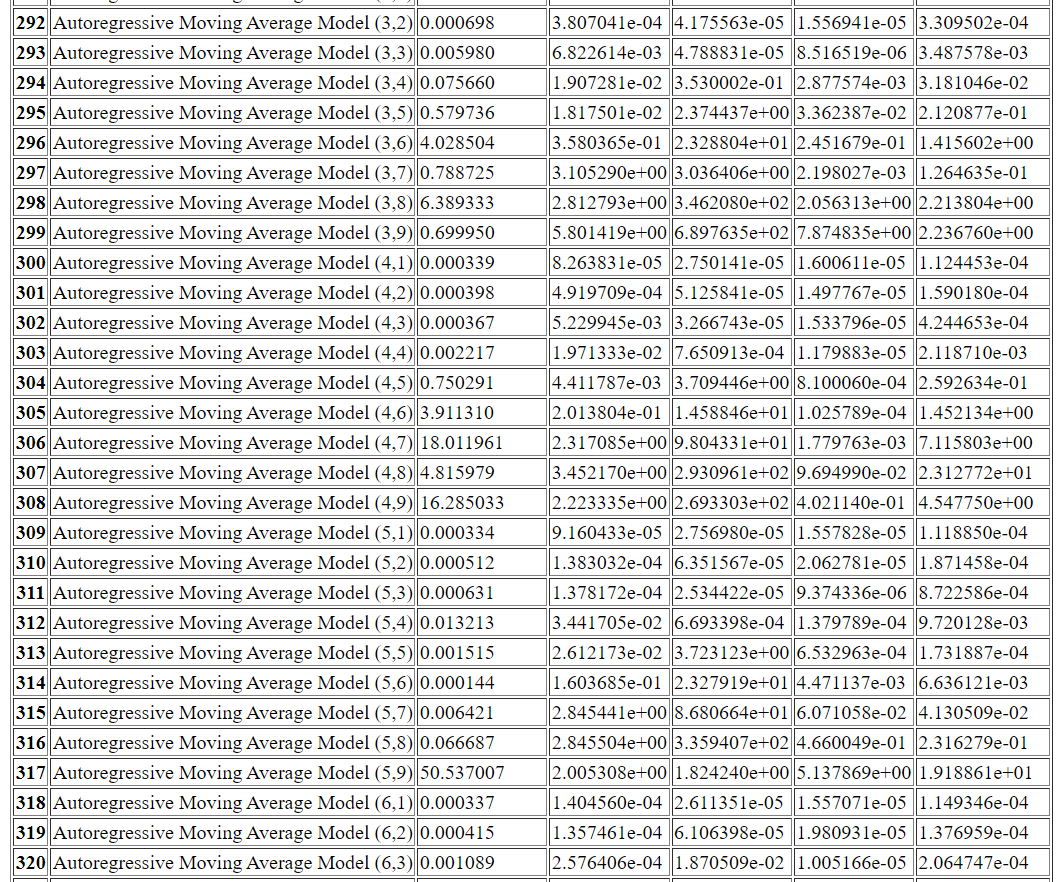 292 Autoregressive Moving Average Model (3,2) 0.000698 3.807041e-04 4.175563e-05 1.556941e-05 3.309502e-04
293 Autoregressive Moving Average Model (3,3) 0.005980 6.822614e-03 4.788831e-05 8.516519e-06 3.487578e-03
294 Autoregressive Moving Average Model (3,4) 0.075660 1.907281e-02 3.530002e-01 2.877574e-03 3.181046e-02
295 Autoregressive Moving Average Model (3,5) 0.579736 1.817501e-02 2.374437e+00 3.362387e-02 2.120877e-01
296 Autoregressive Moving Average Model (3,6) 4.028504 3.580365e-01 2.328804e+01 2.451679e-01 1.415602e+00
297 Autoregressive Moving Average Model (3,7) 0.788725 3.105290e+00 3.036406e+00 2.198027e-03 1.264635e-01
298 Autoregressive Moving Average Model (3,8) 6.389333 2.812793e+00 3.462080e+02 2.056313e+00 2.213804e+00
299 Autoregressive Moving Average Model (3,9) 0.699950 5.801419e+00 6.897635e+02 7.874835e+00 2.236760e+00
300 Autoregressive Moving Average Model (4,1) 0.000339 8.263831e-05 2.750141e-05 1.600611e-05 1.124453e-04
301 Autoregressive Moving Average Model (4,2) 0.000398 4.919709e-04 5.125841e-05 1.497767e-05 1.590180e-04
302 Autoregressive Moving Average Model (4,3) 0.000367 5.229945e-03 3.266743e-05 1.533796e-05 4.244653e-04
303 Autoregressive Moving Average Model (4,4) 0.002217 1.971333e-02 7.650913e-04 1.179883e-05 2.118710e-03
304 Autoregressive Moving Average Model (4,5) 0.750291 4.411787e-03 3.709446e+00 8.100060e-04 2.592634e-01
305 Autoregressive Moving Average Model (4,6) 3.911310 2.013804e-01 1.458846e+01 1.025789e-04 1.452134e+00
306 Autoregressive Moving Average Model (4,7) 18.011961 2.317085e+00 9.804331e+01 1.779763e-03 7.115803e+00
307 Autoregressive Moving Average Model (4,8) 4.815979 3.452170e+00 2.930961e+02 9.694990e-02 2.312772e+01
308 Autoregressive Moving Average Model (4,9) 16.285033 2.223335e+00 2.693303e+02 4.021140e-01 4.547750e+00
309 Autoregressive Moving Average Model (5,1) 0.000334 9.160433e-05 2.756980e-05 1.557828e-05 1.118850e-04
310 Autoregressive Moving Average Model (5,2) 0.000512 1.383032e-04 6.351567e-05 2.062781e-05 1.871458e-04
311 Autoregressive Moving Average Model (5,3) 0.000631 1.378172e-04 2.534422e-05 9.374336e-06 8.722586e-04
312 Autoregressive Moving Average Model (5,4) 0.013213 3.441705e-02 6.693398e-04 1.379789e-04 9.720128e-03
313 Autoregressive Moving Average Model (5,5) 0.001515 2.612173e-02 3.723123e+00 6.532963e-04 1.731887e-04
314 Autoregressive Moving Average Model (5,6) 0.000144 1.603685e-01 2.327919e+01 4.471137e-03 6.636121e-03
315 Autoregressive Moving Average Model (5,7) 0.006421 2.845441e+00 8.680664e+01 6.071058e-02 4.130509e-02
316 Autoregressive Moving Average Model (5,8) 0.066687 2.845504e+00 3.359407e+02 4.660049e-01 2.316279e-01
317 Autoregressive Moving Average Model (5,9) 50.537007 2.005308e+00 1.824240e+00 5.137869e+00 1.918861e+01
318 Autoregressive Moving Average Model (6,1) 0.000337 1.404560e-04 2.611351e-05 1.557071e-05 1.149346e-04
319 Autoregressive Moving Average Model (6,2) 0.000415 1.357461e-04 6.106398e-05 1.980931e-05 1.376959e-04
320 Autoregressive Moving Average Model (6,3) 0.001089 2.576406e-04 1.870509e-02 1.005166e-05 2.064747e-04